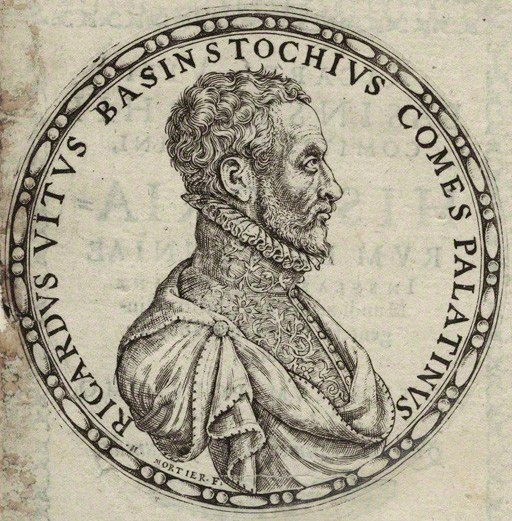 RICARDVS VITVS BASINSTOCHIVS COMES PALATINVS
MORTIER. F.